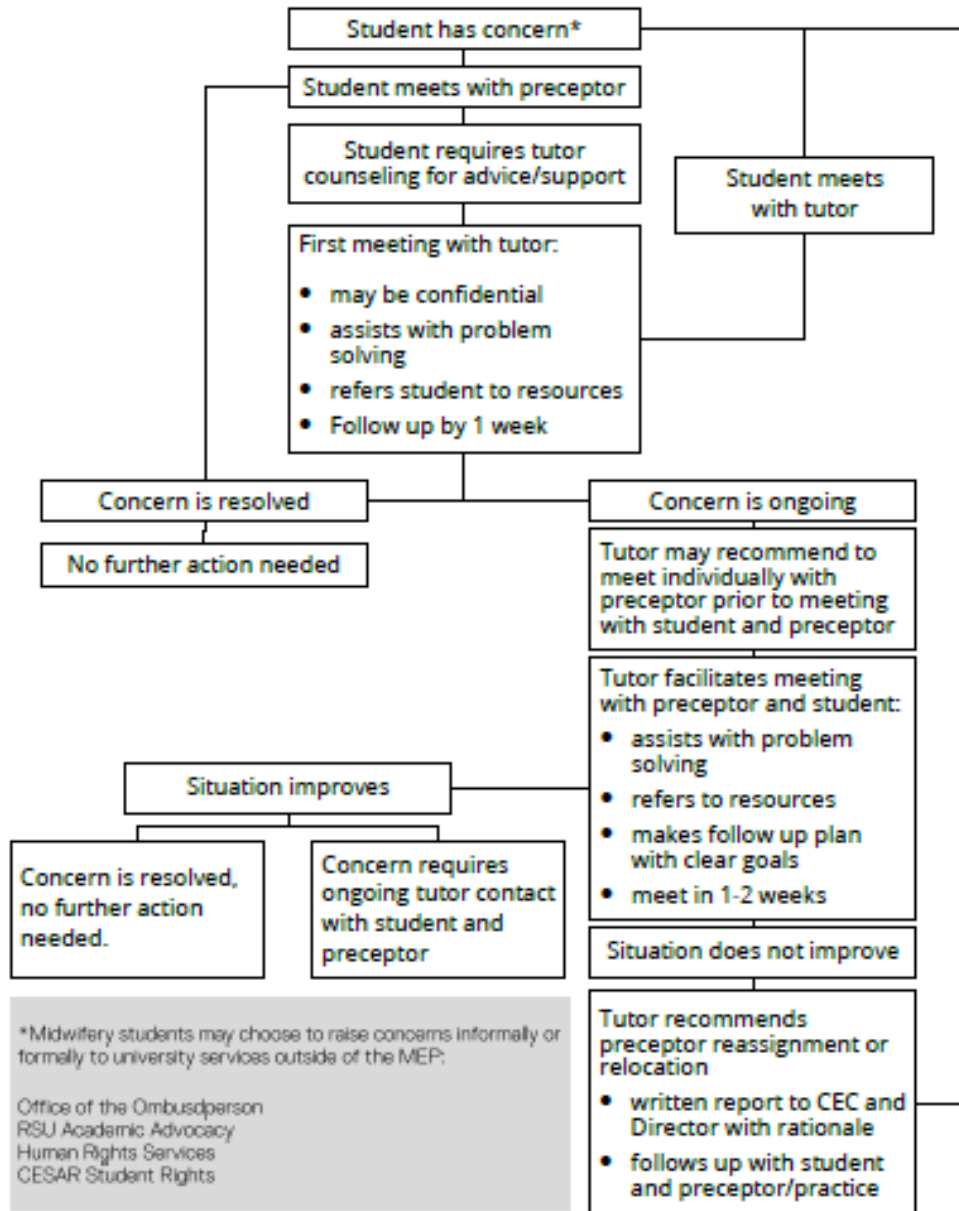 Student has concern*
Student meets with preceptor
Student requires tutor
counseling for advice/support
Student meets
with tutor
First meeting with tutor:
• may be confidential
• assists with problem
solving
• refers student to resources
• Follow up by 1 week
Concern is resolved
No further action needed
Concern is ongoing
Tutor may recommend to
meet individually with
preceptor prior to meeting
with student and preceptor
Tutor facilitates meeting
with preceptor and student:
• assists with problem
solving
• refers to resources
• makes follow up plan
with clear goals
• meet in 1-2 weeks
Situation improves
Concern is resolved,
no further action
needed.
Concern requires
ongoing tutor contact
with student and
preceptor
Situation does not improve
Tutor recommends
preceptor reassignment or
relocation
• written report to CEC and
Director with rationale
• follows up with student
and preceptor/practice
*Midwifery students may choose to raise concerns informally or
formally to university services outside of the MEP:
Office of the Ombusdperson
RSU Academic Advocacy
Human Rights Services
CESAR Student Rights